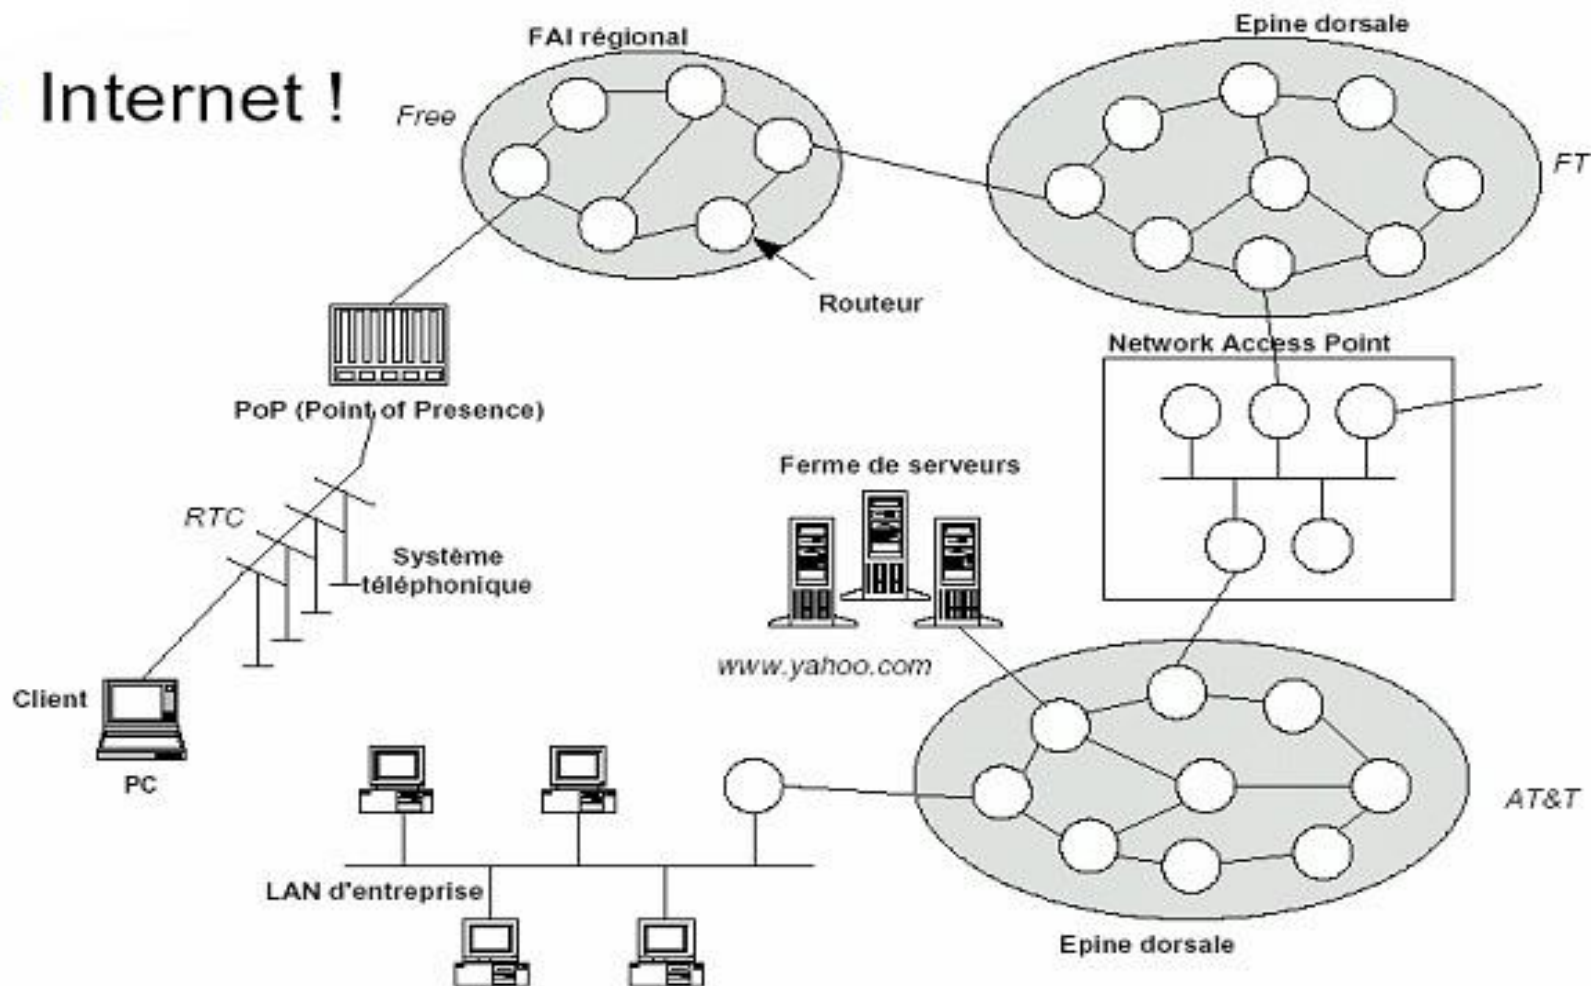 Internet !
FAI régional
Free
Epine dorsale
FT
Routeur
Network Access Point
PoP (Point of Presence)
Ferme de serveurs
RTC
Système
téléphonique
www.yahoo.com
Client
PC
AT&T
LAN d'entreprise
Epine dorsale